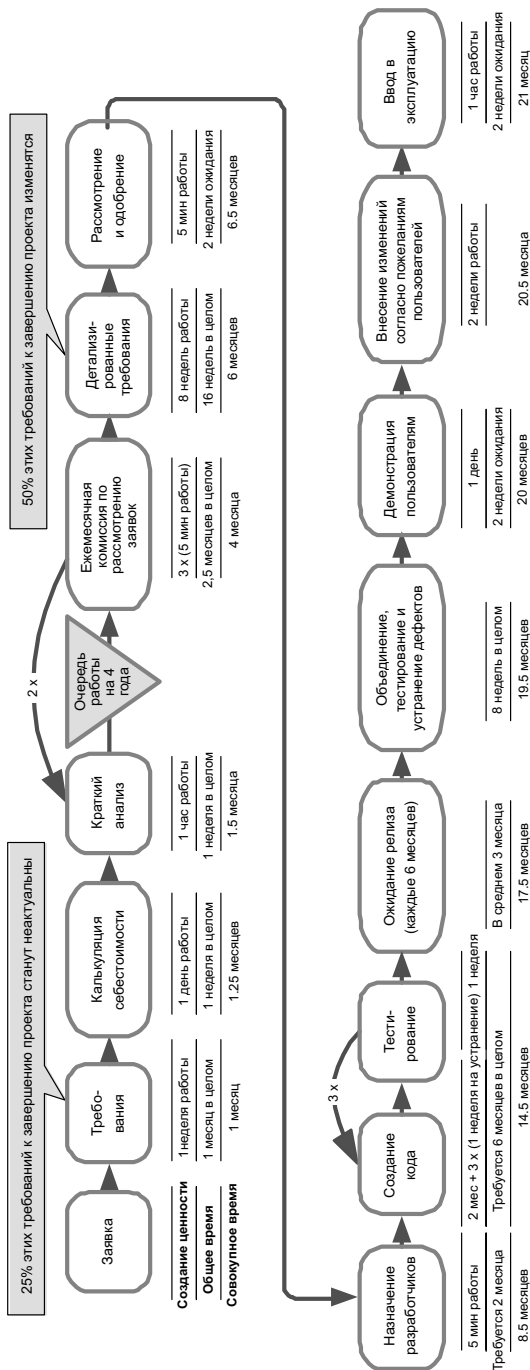 25% этих требований к завершению проекта станут неактуальны
50% этих требований к завершению проекта изменятся
2 x
Заявка
Требо-
вания
Калькуляция
себестоимости
Краткий
анализ
Очередь
работы
на 4
года
Ежемесячная
комиссия по
рассмотрению
заявок
Детализи-
рованные
требования
Рассмотрение
и одобрение
Создание ценности
Общее время
Совокупное время
1неделя работы
1 месяц в целом
1 месяц
1 день работы
1 неделя в целом
1.25 месяцев
1 час работы
1 неделя в целом
1.5 месяца
3 x (5 мин работы)
2,5 месяцев в целом
4 месяца
8 недель работы
16 недель в целом
6 месяцев
5 мин работы
2 недели ожидания
6.5 месяцев
3 x
Назначение
разработчиков
Создание
кода
Тести-
рование
Ожидание релиза
(каждые 6 месяцев)
Объединение,
тестирование и
устранение дефектов
Демонстрация
пользователям
Внесение изменений
согласно пожеланиям
пользователей
Ввод в
эксплуатацию
5 мин работы
Требуется 2 месяца
8.5 месяцев
2 мес + 3 x (1 неделя на устранение) 1 неделя
Требуется 6 месяцев в целом
14.5 месяцев
В среднем 3 месяца
17.5 месяцев
8 недель в целом
19.5 месяцев
1 день
2 недели ожидания
20 месяцев
2 недели работы
20.5 месяца
1 час работы
2 недели ожидания
21 месяц